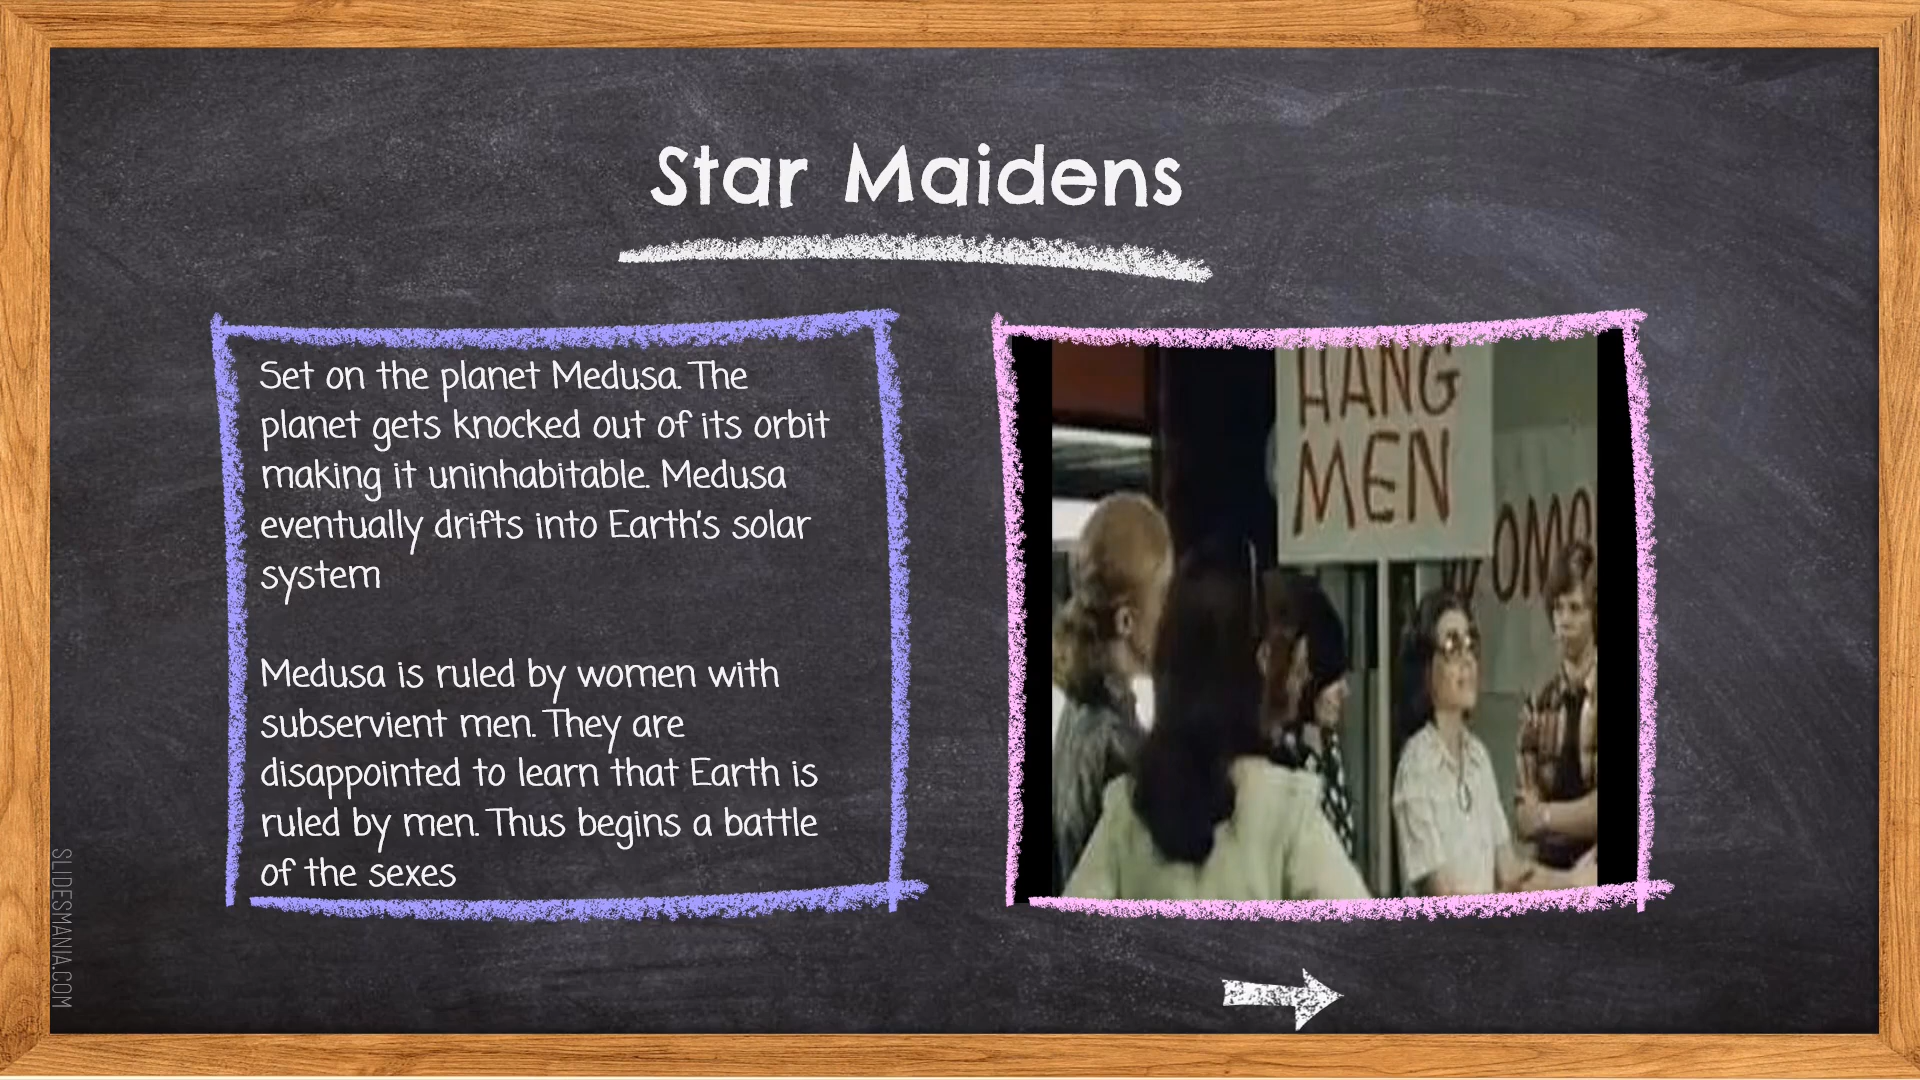 Star Maidens
Set on the planet Medusa. The
planet gets knocked out of its orbit
making it uninhabitable. Medusa
eventually drifts into Earth's solar
system
Medusa is ruled by women with
subservient men. They are
disappointed to learn that Earth is
ruled by men. Thus begins a battle
of the sexes
HANG
MEN
WOMO
SLIDESMANIA.COM